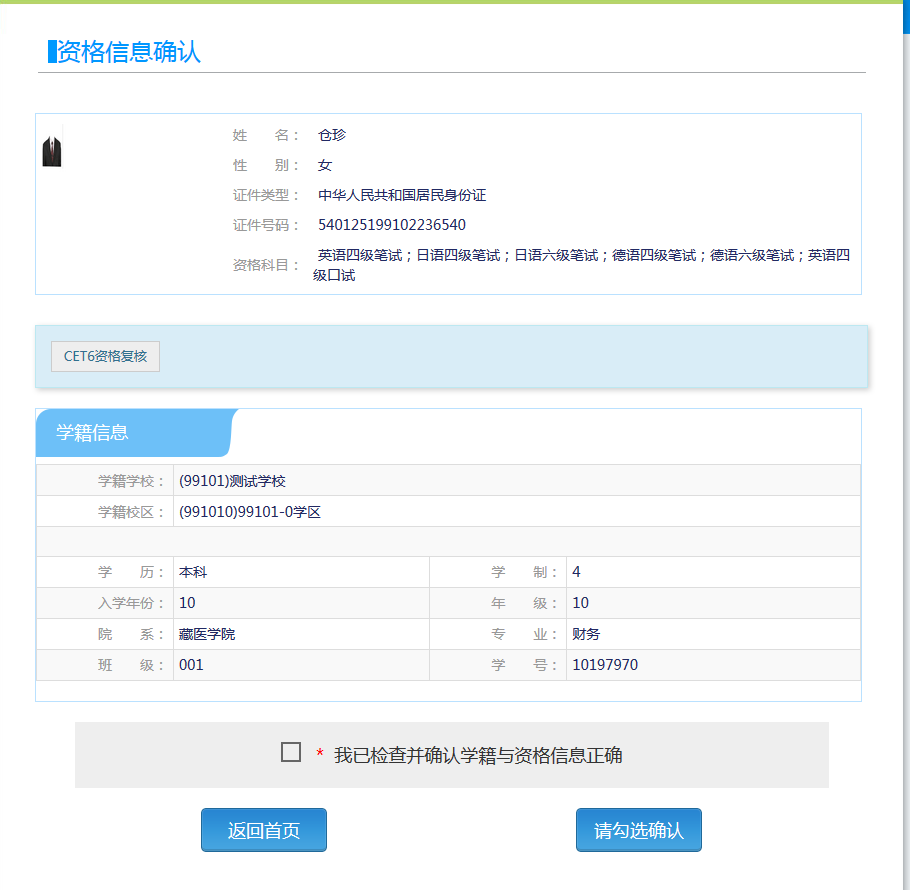 资格信息确认
姓 名： 仓珍
性 别： 女
证件类型： 中华人民共和国居民身份证
证件号码： 540125199102236540
资格科目： 英语四级笔试；日语四级笔试；日语六级笔试；德语四级笔试；德语六级笔试；英语四
级口试
CET6资格复核
学籍信息
学籍学校： (99101)测试学校
学籍校区： (991010)99101-0学区
学 历： 本科 学 制： 4
入学年份： 10 年 级： 10
院 系： 藏医学院 专 业： 财务
班 级： 001 学 号： 10197970
* 我已检查并确认学籍与资格信息正确
返回首页 请勾选确认